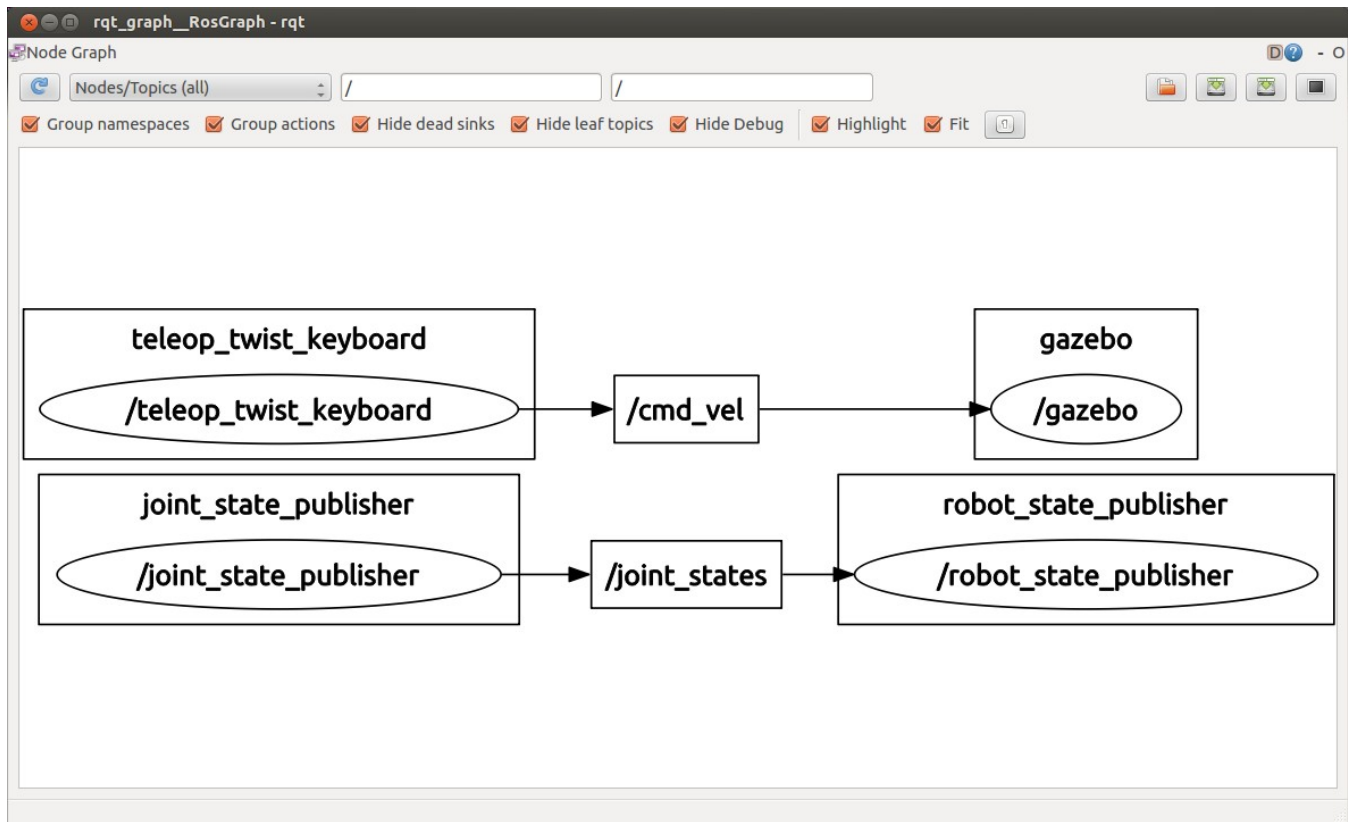 rqt_graph__RosGraph - rqt
Node Graph D ? - O
Nodes/Topics (all) / /
Group namespaces Group actions Hide dead sinks Hide leaf topics Hide Debug Highlight Fit
teleop_twist_keyboard gazebo
/teleop_twist_keyboard /cmd_vel /gazebo
joint_state_publisher robot_state_publisher
/joint_state_publisher /joint_states /robot_state_publisher